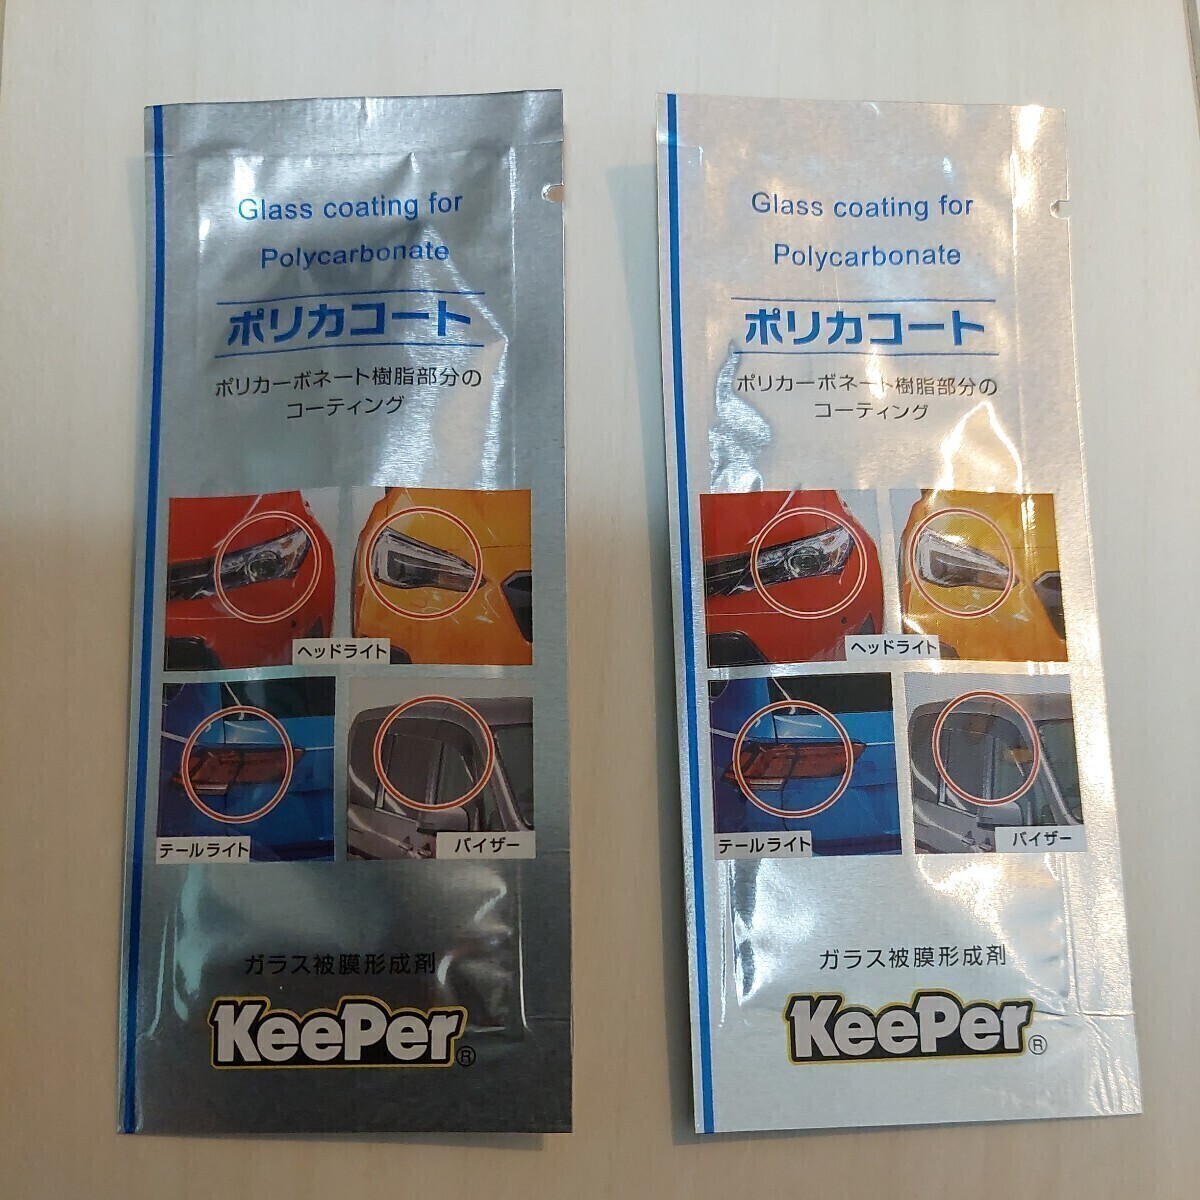 Glass coating for
Polycarbonate
ポリカコート
ポリカーボネート樹脂部分の
コーティング
ヘッドライト
テールライト
バイザー
ガラス被膜形成剤
KeePer®
Glass coating for
Polycarbonate
ポリカコート
ポリカーボネート樹脂部分の
コーティング
ヘッドライト
テールライト
バイザー
ガラス被膜形成剤
KeePer®